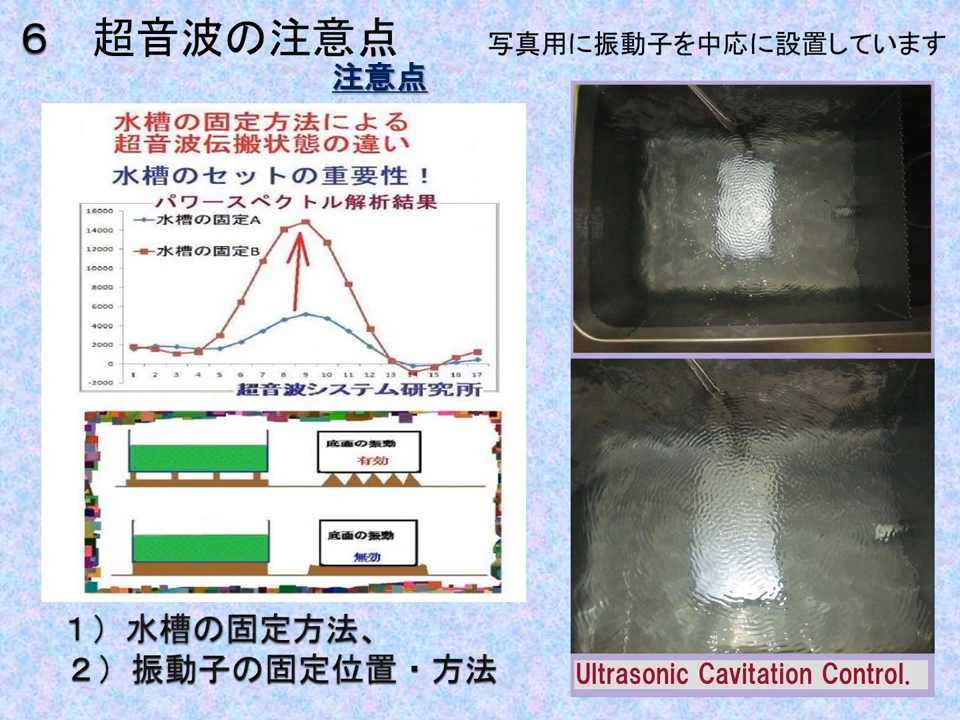 ６　超音波の注意点
写真用に振動子を中応に設置しています
注意点
水槽の固定方法による
超音波伝搬状態の違い
水槽のセットの重要性！
パワースペクトル解析結果
水槽の固定A
水槽の固定B
16000
14000
12000
10000
8000
6000
4000
2000
0
-2000
1 2 3 4 5 6 7 8 9 10 11 12 13 14 15 16 17
超音波システム研究所
底面の振動
有効
底面の振動
無効
１）水槽の固定方法、
２）振動子の固定位置・方法
Ultrasonic Cavitation Control.